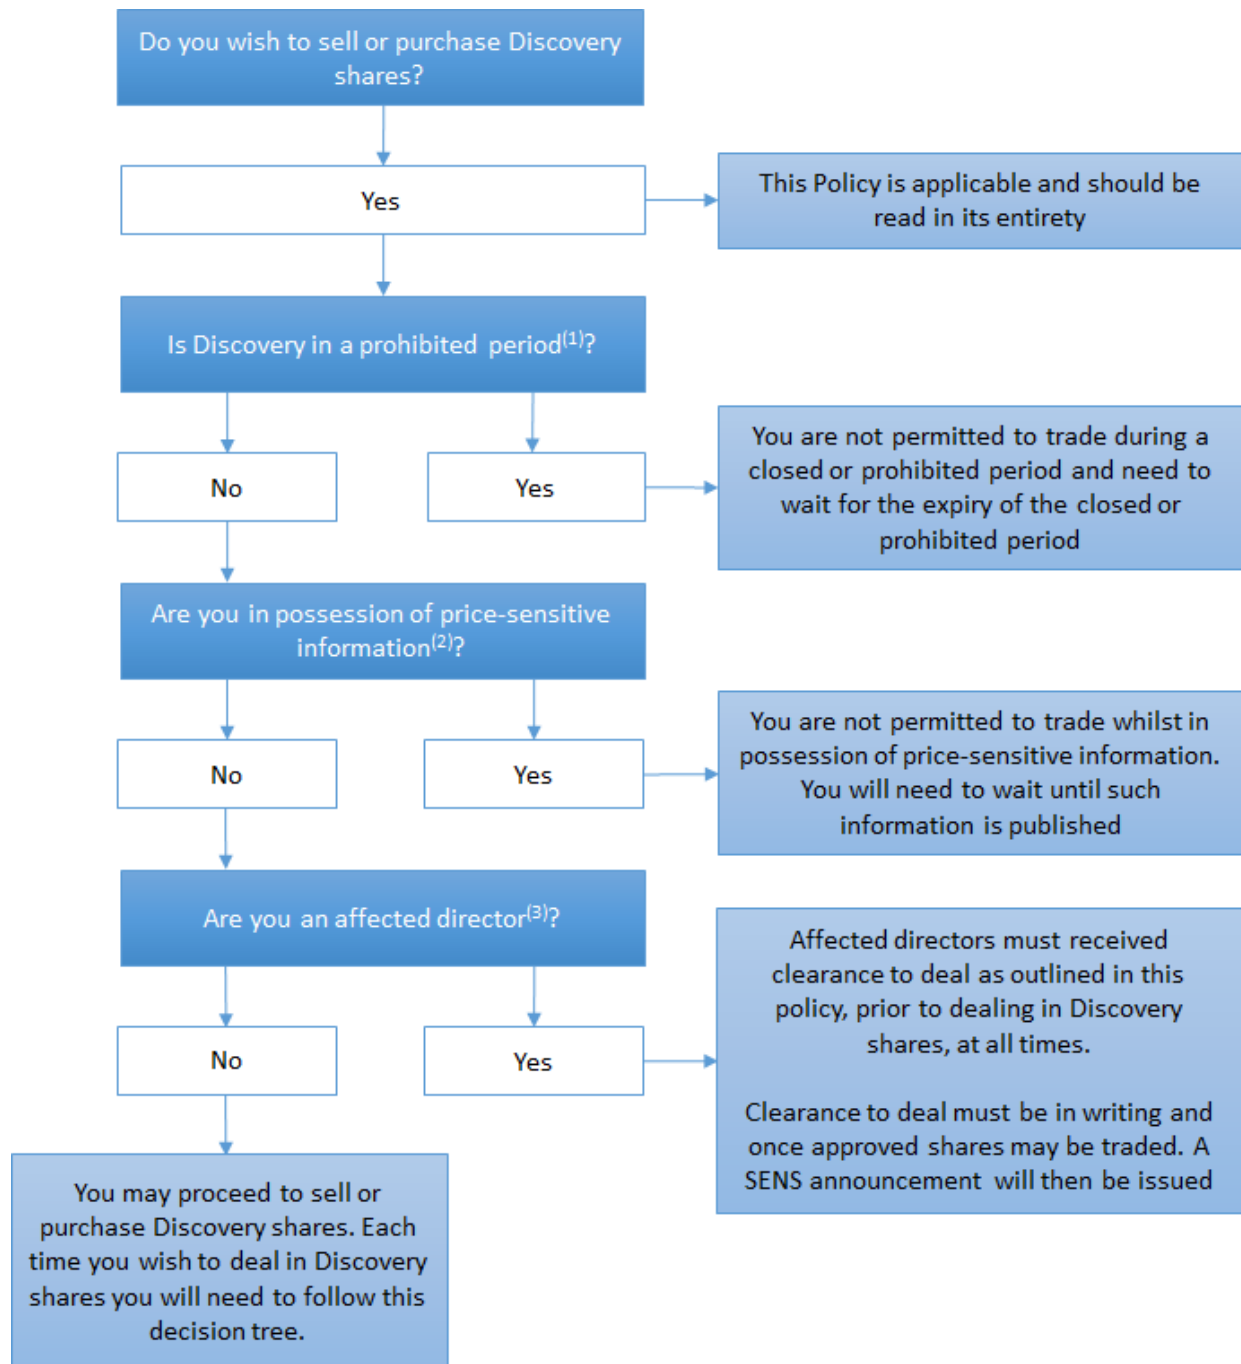 Do you wish to sell or purchase Discovery
shares?
Yes
This Policy is applicable and should be
read in its entirety
Is Discovery in a prohibited period(1)?
No
Yes
You are not permitted to trade during a
closed or prohibited period and need to
wait for the expiry of the closed or
prohibited period
Are you in possession of price-sensitive
information(2)?
No
Yes
You are not permitted to trade whilst in
possession of price-sensitive information.
You will need to wait until such
information is published
Are you an affected director(3)?
No
Yes
Affected directors must received
clearance to deal as outlined in this
policy, prior to dealing in Discovery
shares, at all times.
Clearance to deal must be in writing and
once approved shares may be traded. A
SENS announcement will then be issued
You may proceed to sell or
purchase Discovery shares. Each
time you wish to deal in Discovery
shares you will need to follow this
decision tree.